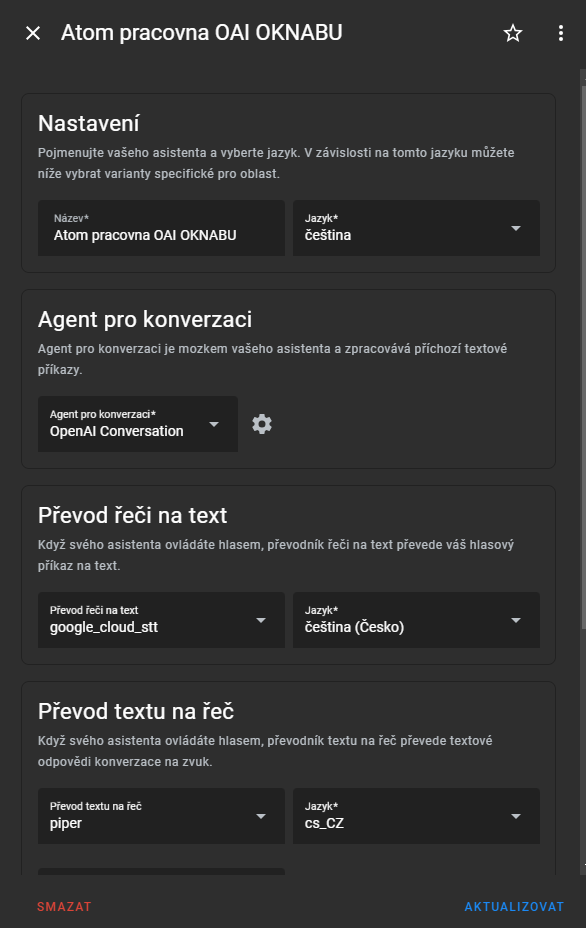 Atom pracovna OAI OKNABU
Nastavení
Pojmenujte vašeho asistenta a vyberte jazyk. V závislosti na tomto jazyku můžete
níže vybrat varianty specifické pro oblast.
Název*
Atom pracovna OAI OKNABU
Jazyk*
čeština
Agent pro konverzaci
Agent pro konverzaci je mozkem vašeho asistenta a zpracovává příchozí textové
příkazy.
Agent pro konverzaci*
OpenAI Conversation
Převod řeči na text
Když svého asistenta ovládáte hlasem, převodník řeči na text převede váš hlasový
příkaz na text.
Převod řeči na text
google_cloud_stt
Jazyk*
čeština (Česko)
Převod textu na řeč
Když svého asistenta ovládáte hlasem, převodník textu na řeč převede textové
odpovědi konverzace na zvuk.
Převod textu na řeč
piper
Jazyk*
cs_CZ
SMAZAT
AKTUALIZOVAT